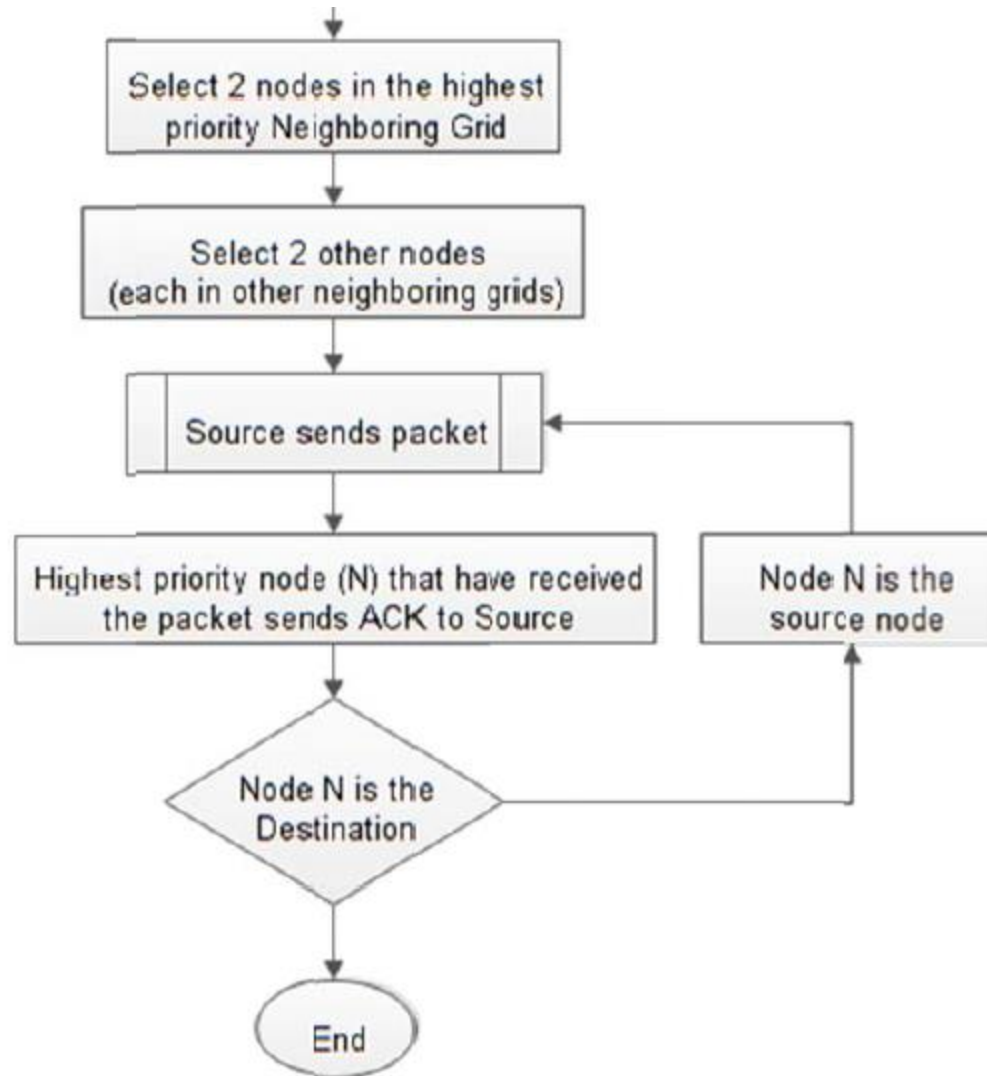 Select 2 nodes in the highest
priority Neighboring Grid
Select 2 other nodes
(each in other neighboring grids)
Source sends packet
Highest priority node (N) that have received
the packet sends ACK to Source
Node N is the
source node
Node N is the
Destination
End